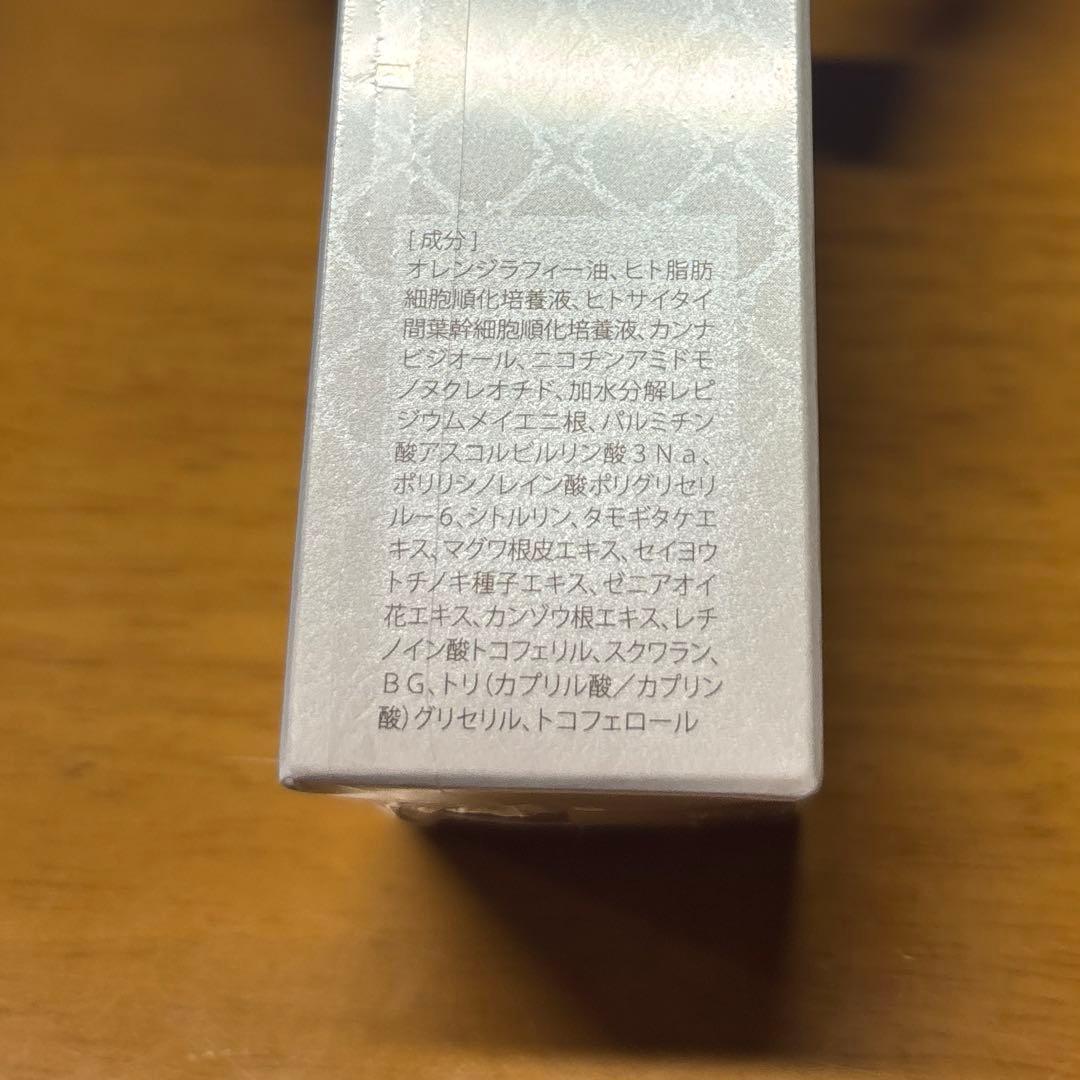 [成分]
オレンジラフィー油、ヒト脂肪
細胞順化培養液、ヒトサイタイ
間葉幹細胞順化培養液、カンナ
ビジオール、ニコチンアミドモ
ノヌクレオチド、加水分解レピ
ジウムメイエニ根、パルミチン
酸アスコルビルリン酸3Na、
ポリリシノレイン酸ポリグリセリ
ルー6、シトルリン、タモギタケエ
キス、マグワ根皮エキス、セイヨウ
トチノキ種子エキス、ゼニアオイ
花エキス、カンゾウ根エキス、レチ
ノイン酸トコフェリル、スクワラン、
BG、トリ(カプリル酸/カプリン
酸)グリセリル、トコフェロール